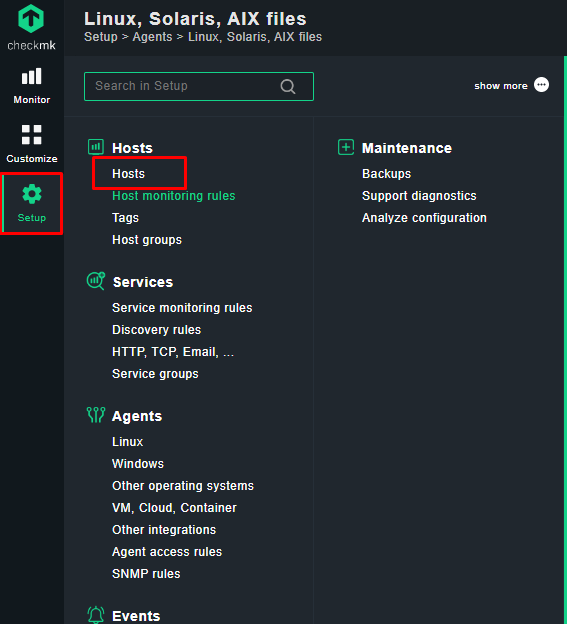 Linux, Solaris, AIX files
Setup > Agents > Linux, Solaris, AIX files
checkmk
Monitor
Customize
Setup
Search in Setup
show more
Hosts
Hosts
Host monitoring rules
Tags
Host groups
Services
Service monitoring rules
Discovery rules
HTTP, TCP, Email, ...
Service groups
Agents
Linux
Windows
Other operating systems
VM, Cloud, Container
Other integrations
Agent access rules
SNMP rules
Events
Maintenance
Backups
Support diagnostics
Analyze configuration